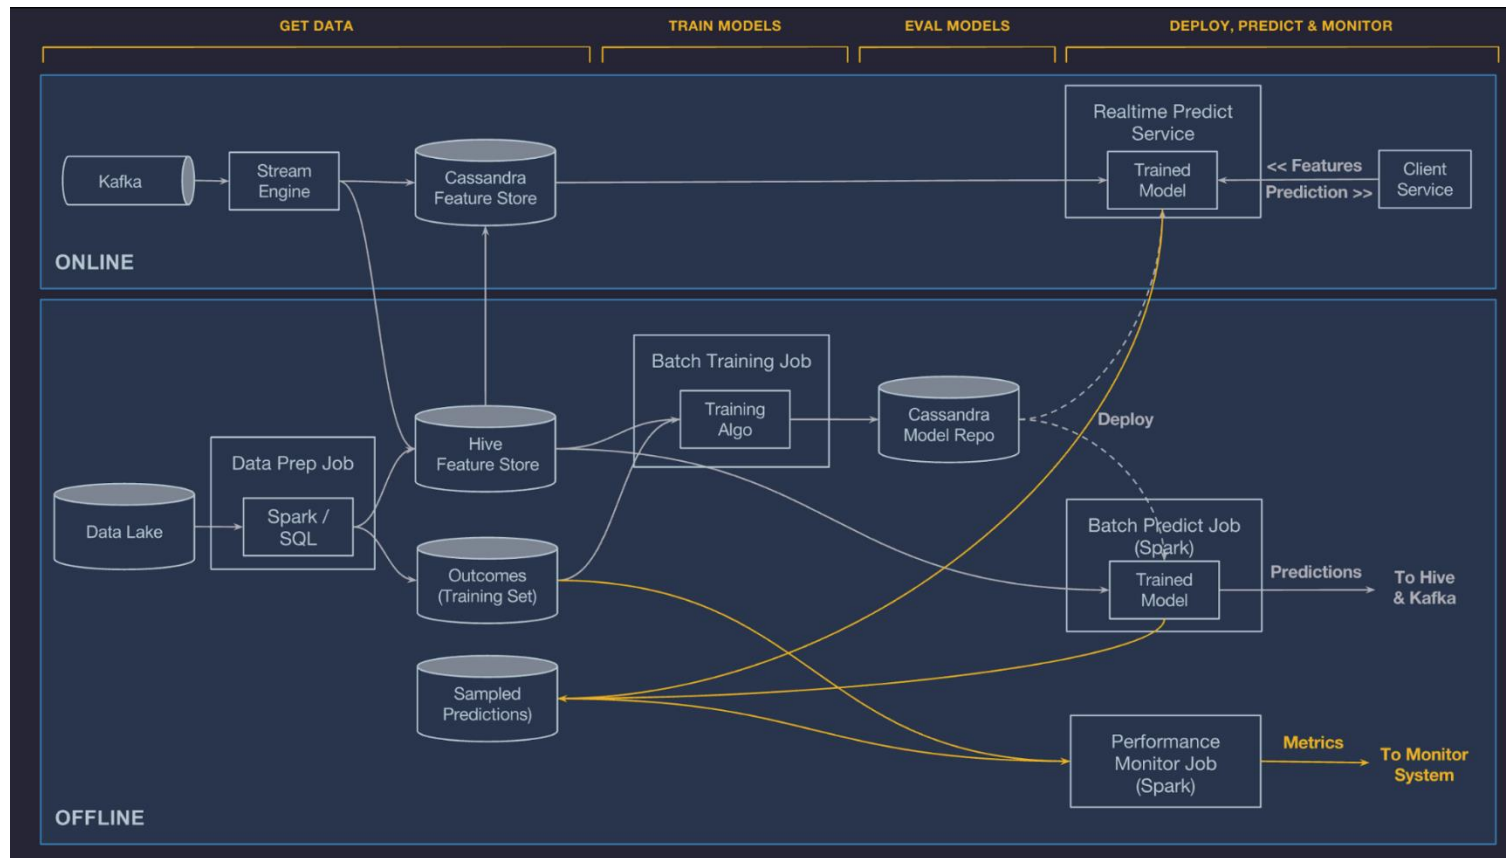 GET DATA
TRAIN MODELS
EVAL MODELS
DEPLOY, PREDICT & MONITOR
Kafka
Stream
Engine
Cassandra
Feature Store
Realtime Predict
Service
Trained
Model
<< Features
Prediction >>
Client
Service
ONLINE
Data Lake
Data Prep Job
Spark /
SQL
Hive
Feature Store
Outcomes
(Training Set)
Sampled
Predictions)
Batch Training Job
Training
Algo
Cassandra
Model Repo
Deploy
Batch Predict Job
(Spark)
Trained
Model
Predictions
To Hive
& Kafka
Performance
Monitor Job
(Spark)
Metrics
To Monitor
System
OFFLINE